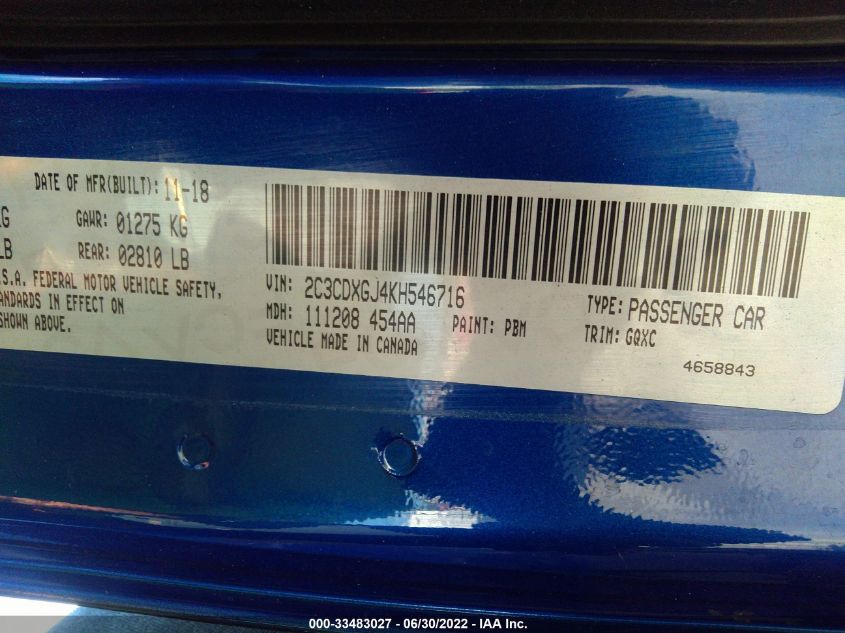 DATE OF MFR(BUILT): 11-18
KG GAWR: 01275 KG
LB REAR: 02810 LB
.S.A. FEDERAL MOTOR VEHICLE SAFETY,
TANDARDS IN EFFECT ON
SHOWN ABOVE.
VIN: 2C3CDXGJ4KH546716
MDH: 111208 454AA PAINT: PBM
VEHICLE MADE IN CANADA
TYPE: PASSENGER CAR
TRIM: GQXC
4658843
000-33483027 - 06/30/2022 - IAA Inc.